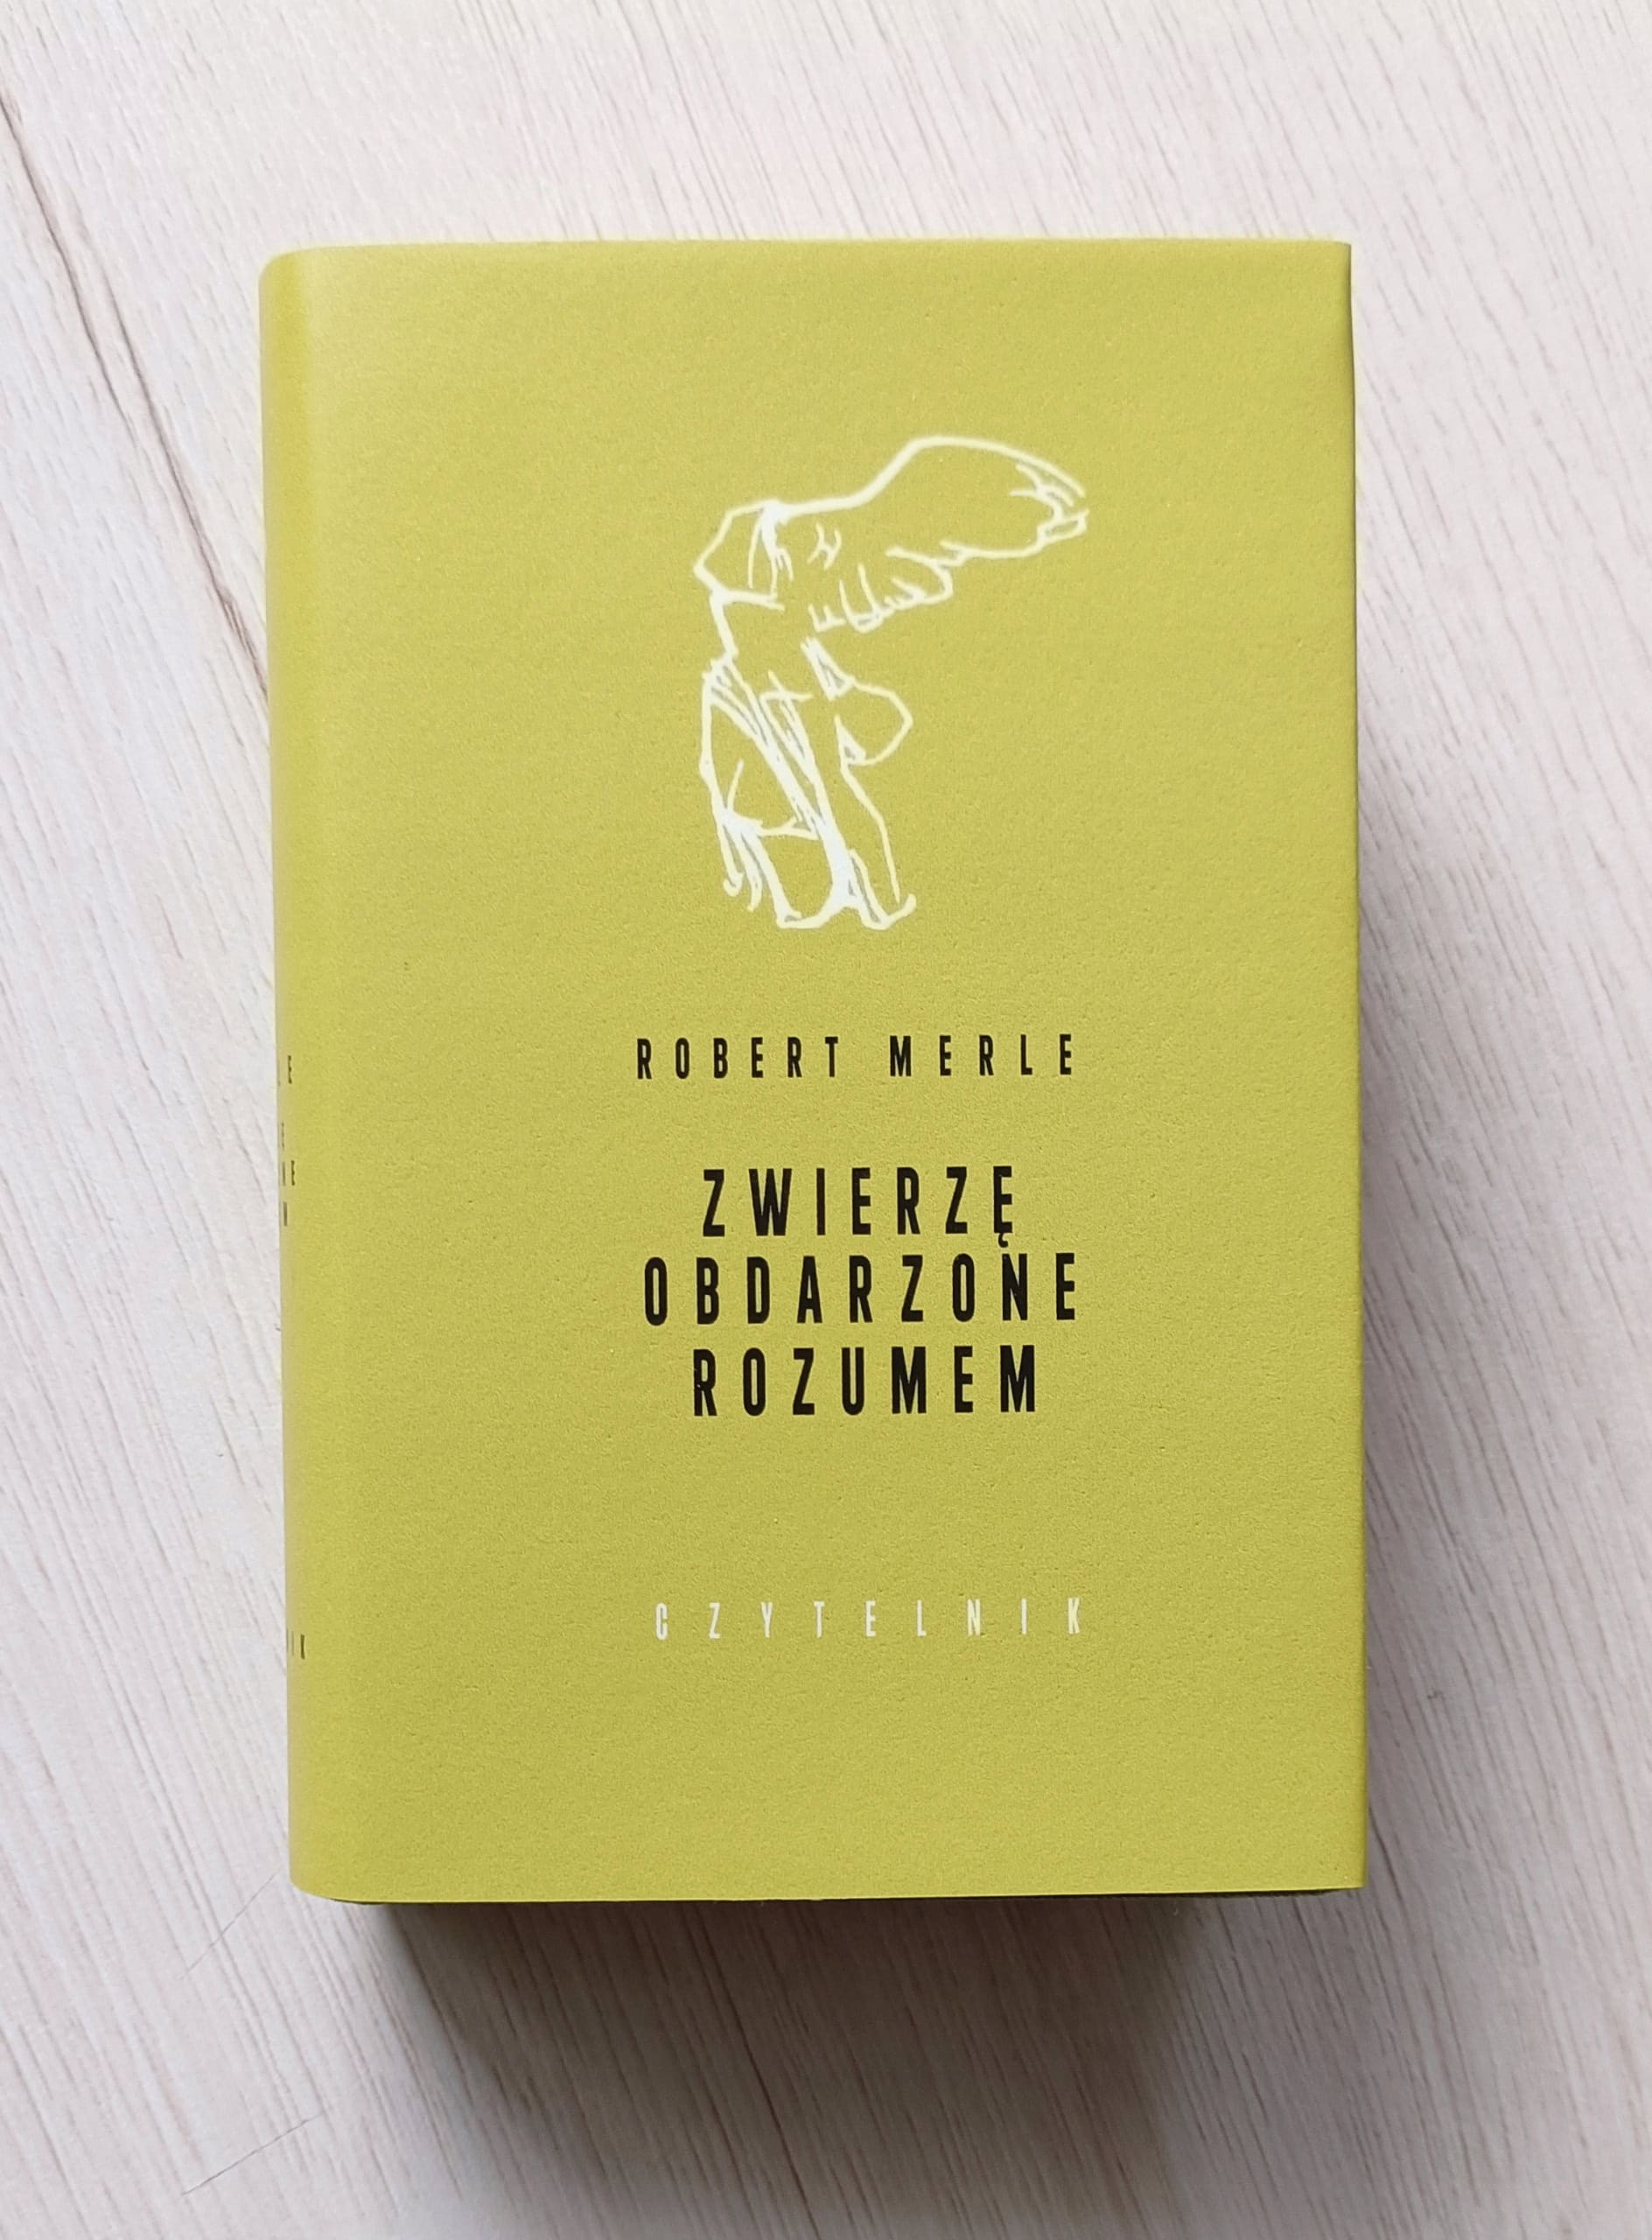 ROBERT MERLE
ZWIERZĘ
OBDARZONE
ROZUMEM
CZYTELNIK